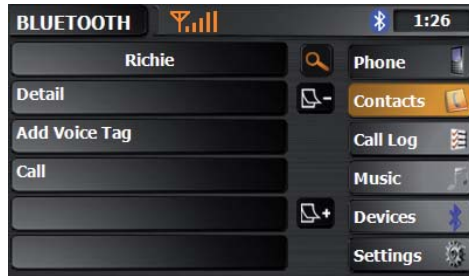 BLUETOOTH 1:26
Richie
Phone
Detail
Contacts
Add Voice Tag
Call Log
Call
Music
Devices
Settings